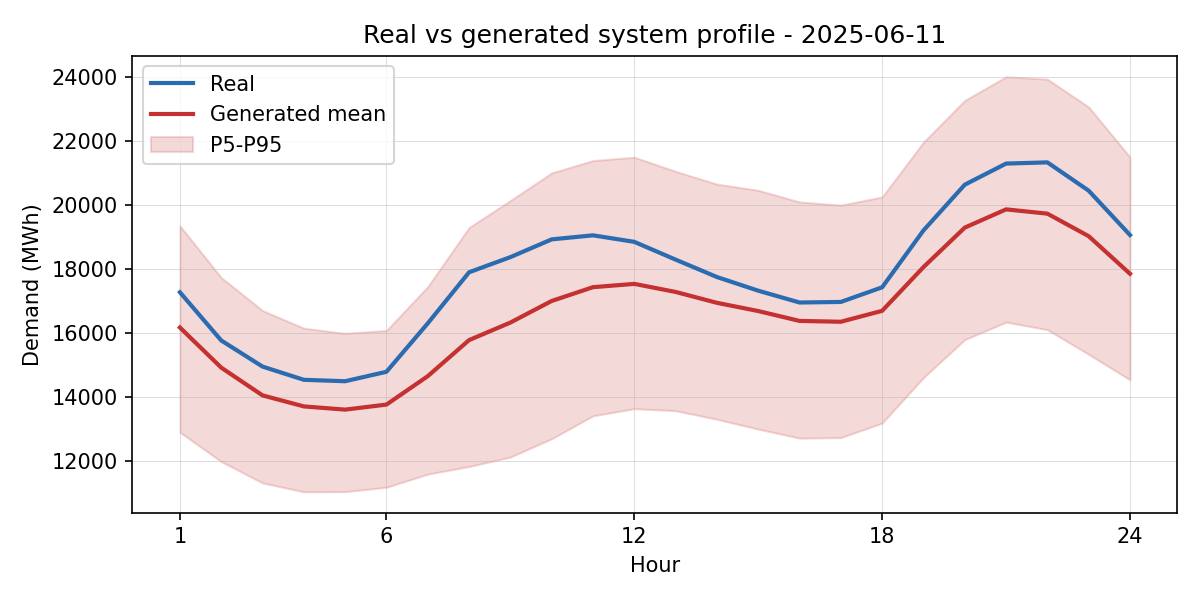 Real vs generated system profile - 2025-06-11
Real
Generated mean
P5-P95
Demand (MWh)
24000
22000
20000
18000
16000
14000
12000
1 6 12 18 24
Hour